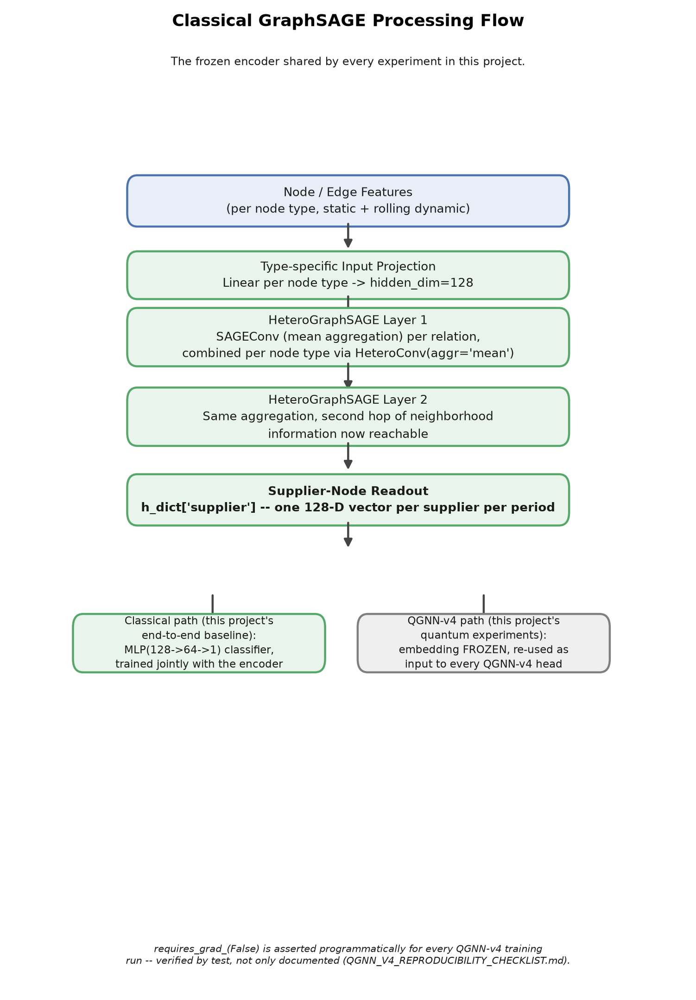 Classical GraphSAGE Processing Flow
The frozen encoder shared by every experiment in this project.
Node / Edge Features
(per node type, static + rolling dynamic)
Type-specific Input Projection
Linear per node type -> hidden_dim=128
HeteroGraphSAGE Layer 1
SAGEConv (mean aggregation) per relation,
combined per node type via HeteroConv(aggr='mean')
HeteroGraphSAGE Layer 2
Same aggregation, second hop of neighborhood
information now reachable
Supplier-Node Readout
h_dict['supplier'] -- one 128-D vector per supplier per period
Classical path (this project's
end-to-end baseline):
MLP(128->64->1) classifier,
trained jointly with the encoder
QGNN-v4 path (this project's
quantum experiments):
embedding FROZEN, re-used as
input to every QGNN-v4 head
requires_grad_(False) is asserted programmatically for every QGNN-v4 training
run -- verified by test, not only documented (QGNN_V4_REPRODUCIBILITY_CHECKLIST.md).